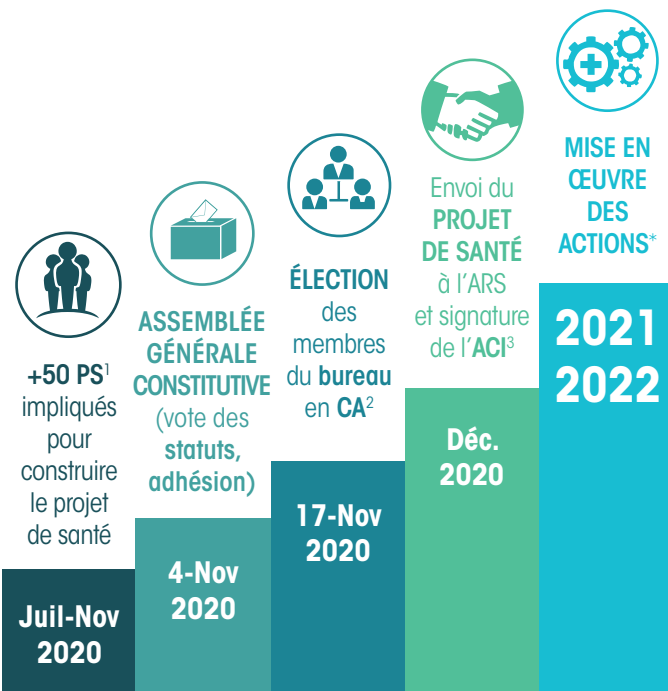 +50 PS¹
impliqués
pour
construire
le projet
de santé
Juil-Nov
2020
ASSEMBLÉE
GÉNÉRALE
CONSTITUTIVE
(vote des
statuts,
adhésion)
4-Nov
2020
ÉLECTION
des
membres
du bureau
en CA²
17-Nov
2020
Envoi du
PROJET
DE SANTÉ
à l'ARS
et signature
de l'ACI³
Déc.
2020
MISE EN
ŒUVRE
DES
ACTIONS*
2021
2022